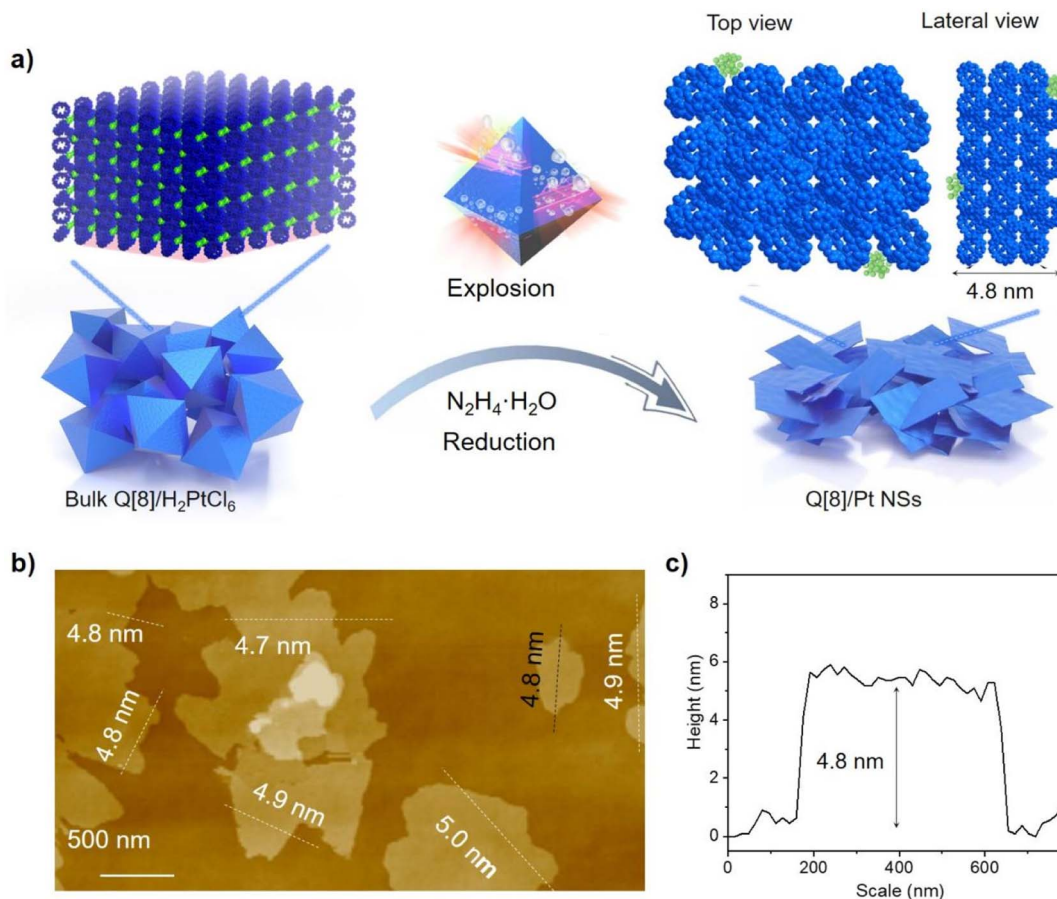 a)
Top view
Lateral view
Explosion
4.8 nm
N₂H₄·H₂O
Reduction
Bulk Q[8]/H₂PtCl₆
Q[8]/Pt NSs
b)
4.8 nm
4.7 nm
4.8 nm
4.9 nm
4.8 nm
4.9 nm
5.0 nm
500 nm
c)
Height (nm)
8
6
4
2
0
4.8 nm
0 200 400 600
Scale (nm)